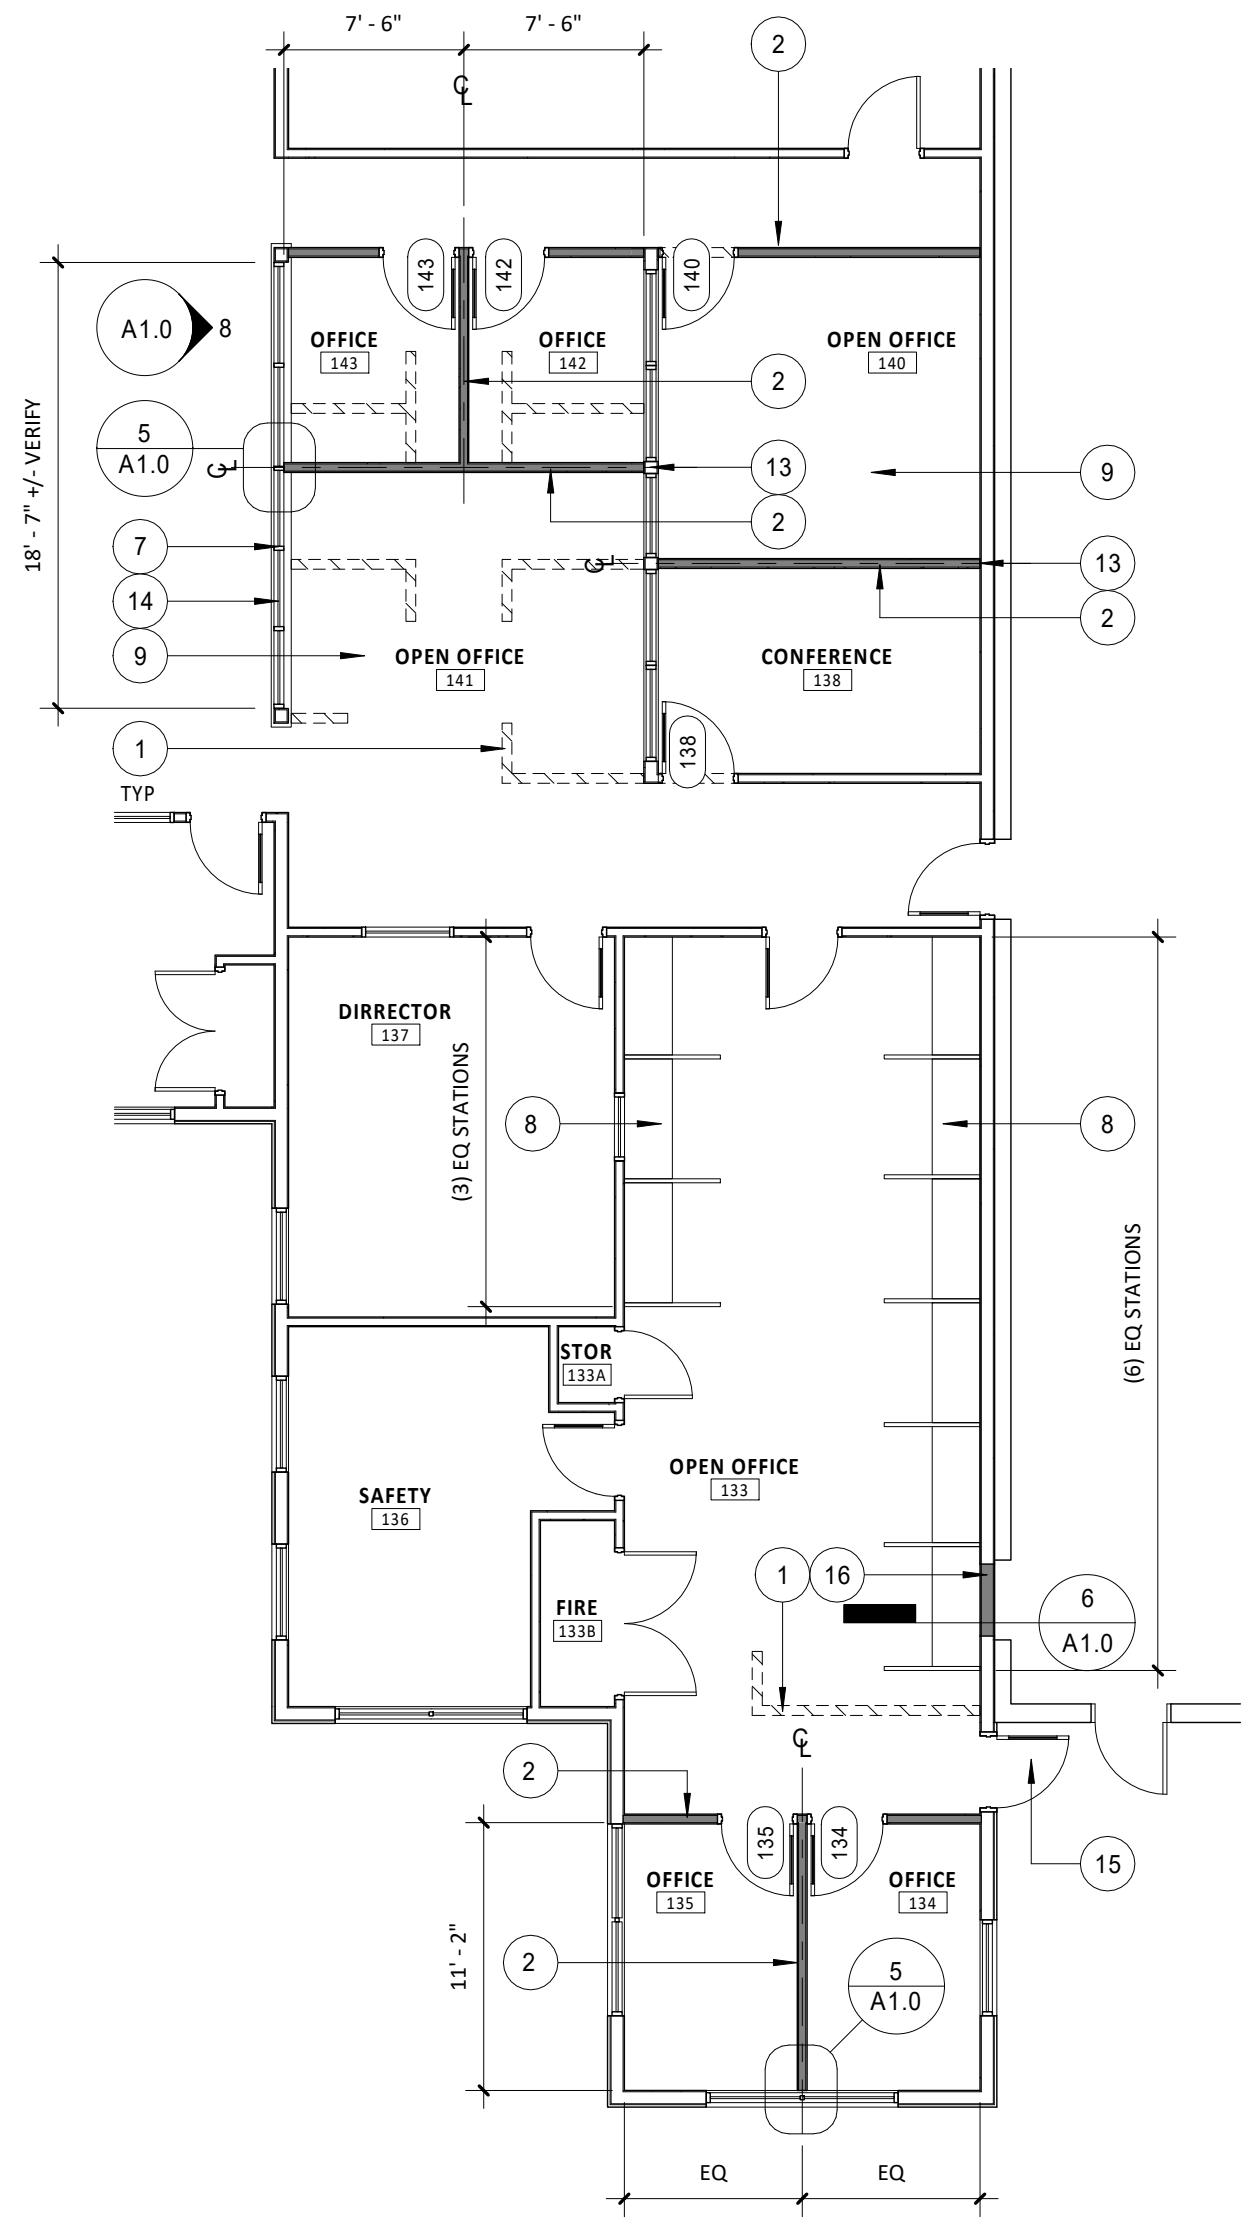 7' - 6"
7' - 6"
2
CL
143
142
140
A1.0
8
OFFICE
143
OFFICE
142
OPEN OFFICE
140
2
18' - 7" +/- VERIFY
5
A1.0
CL
13
9
2
7
CL
13
14
2
9
OPEN OFFICE
141
CONFERENCE
138
1
138
TYP
DIRRECTOR
137
(3) EQ STATIONS
8
8
(6) EQ STATIONS
STOR
133A
OPEN OFFICE
133
SAFETY
136
1
16
FIRE
133B
6
A1.0
CL
2
135
134
15
OFFICE
135
OFFICE
134
11' - 2"
2
5
A1.0
EQ
EQ